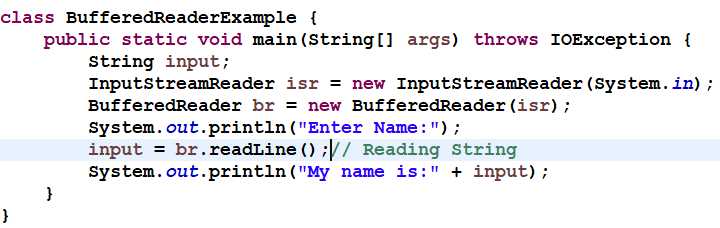 class BufferedReaderExample {
    public static void main(String[] args) throws IOException {
        String input;
        InputStreamReader isr = new InputStreamReader(System.in);
        BufferedReader br = new BufferedReader(isr);
        System.out.println("Enter Name:");
        input = br.readLine();// Reading String
        System.out.println("My name is:" + input);
    }
}